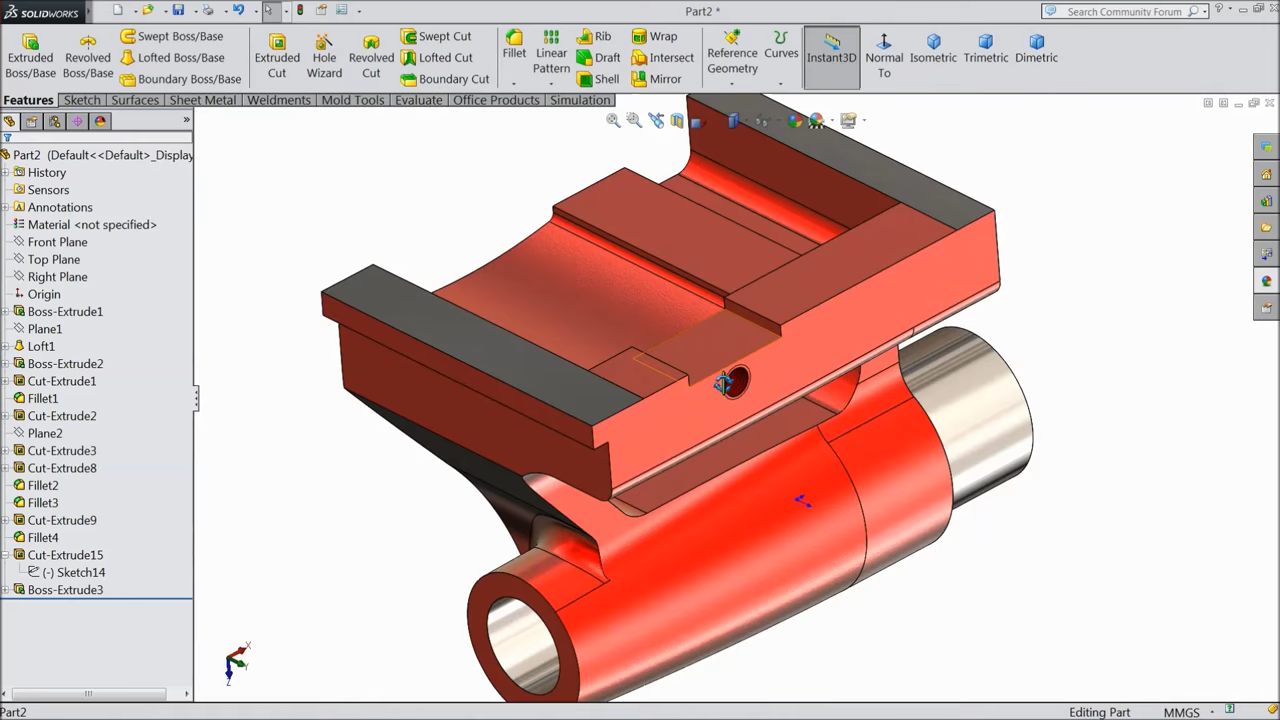 SOLIDWORKS
Part2 *
Search Community Forum
Extruded Boss/Base
Revolved Boss/Base
Swept Boss/Base
Lofted Boss/Base
Boundary Boss/Base
Extruded Cut
Hole Wizard
Revolved Cut
Swept Cut
Lofted Cut
Boundary Cut
Fillet
Linear Pattern
Rib
Draft
Shell
Wrap
Intersect
Mirror
Reference Geometry
Curves
Instant3D
Normal To
Isometric
Trimetric
Dimetric
Features
Sketch
Surfaces
Sheet Metal
Weldments
Mold Tools
Evaluate
Office Products
Simulation
Part2 (Default<<Default>_Display
History
Sensors
Annotations
Material <not specified>
Front Plane
Top Plane
Right Plane
Origin
Boss-Extrude1
Plane1
Loft1
Boss-Extrude2
Cut-Extrude1
Fillet1
Cut-Extrude2
Plane2
Cut-Extrude3
Cut-Extrude8
Fillet2
Fillet3
Cut-Extrude9
Fillet4
Cut-Extrude15
(-) Sketch14
Boss-Extrude3
X
Y
Z
Part2
Editing Part
MMGS